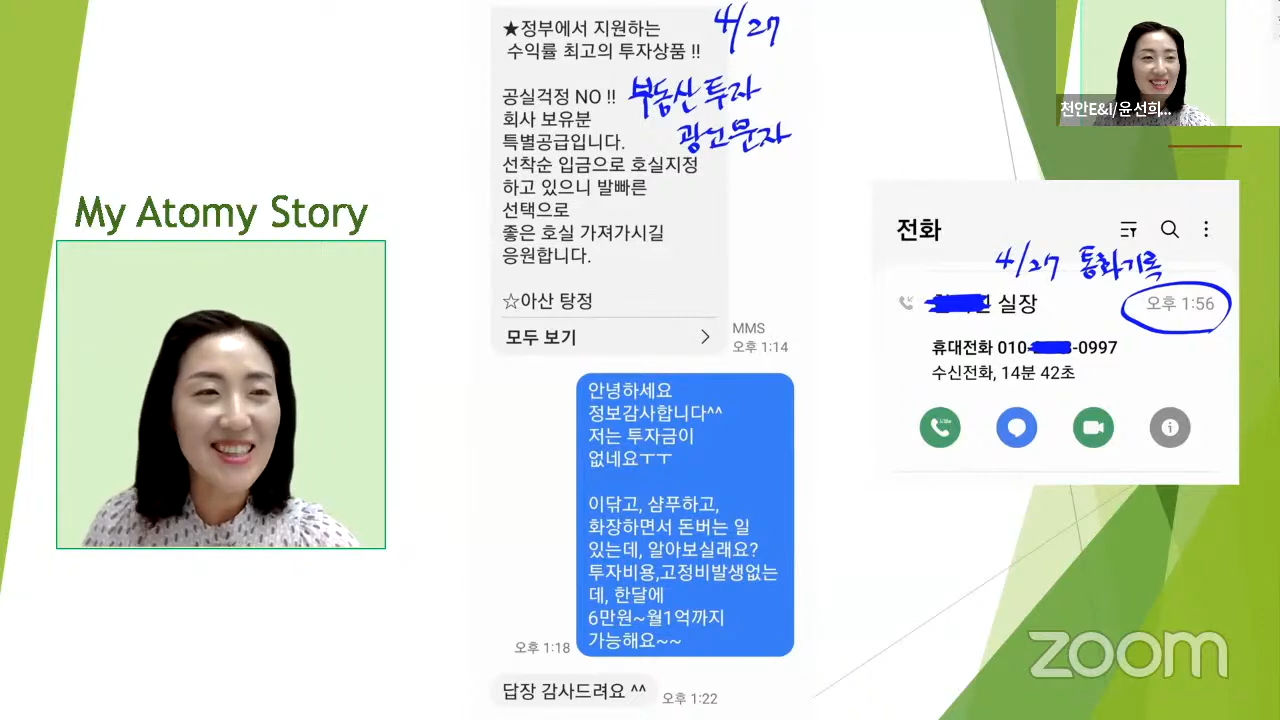 My Atomy Story
★정부에서 지원하는
수익률 최고의 투자상품 !!
4/27
공실걱정 NO !!
부동산 투자
광고문자
회사 보유분
특별공급입니다.
선착순 입금으로 호실지정
하고 있으니 발빠른
선택으로
좋은 호실 가져가시길
응원합니다.
☆아산 탕정
모두 보기
MMS
오후 1:14
안녕하세요
정보감사합니다^^
저는 투자금이
없네요ㅜㅜ
이닦고, 샴푸하고,
화장하면서 돈버는 일
있는데, 알아보실래요?
투자비용,고정비발생없는
데, 한달에
6만원~월1억까지
가능해요~~
오후 1:18
답장 감사드려요 ^^
오후 1:22
천안E&I/윤선희...
전화
4/27 통화기록
실장
오후 1:56
휴대전화 010-
-0997
수신전화, 14분 42초
zoom